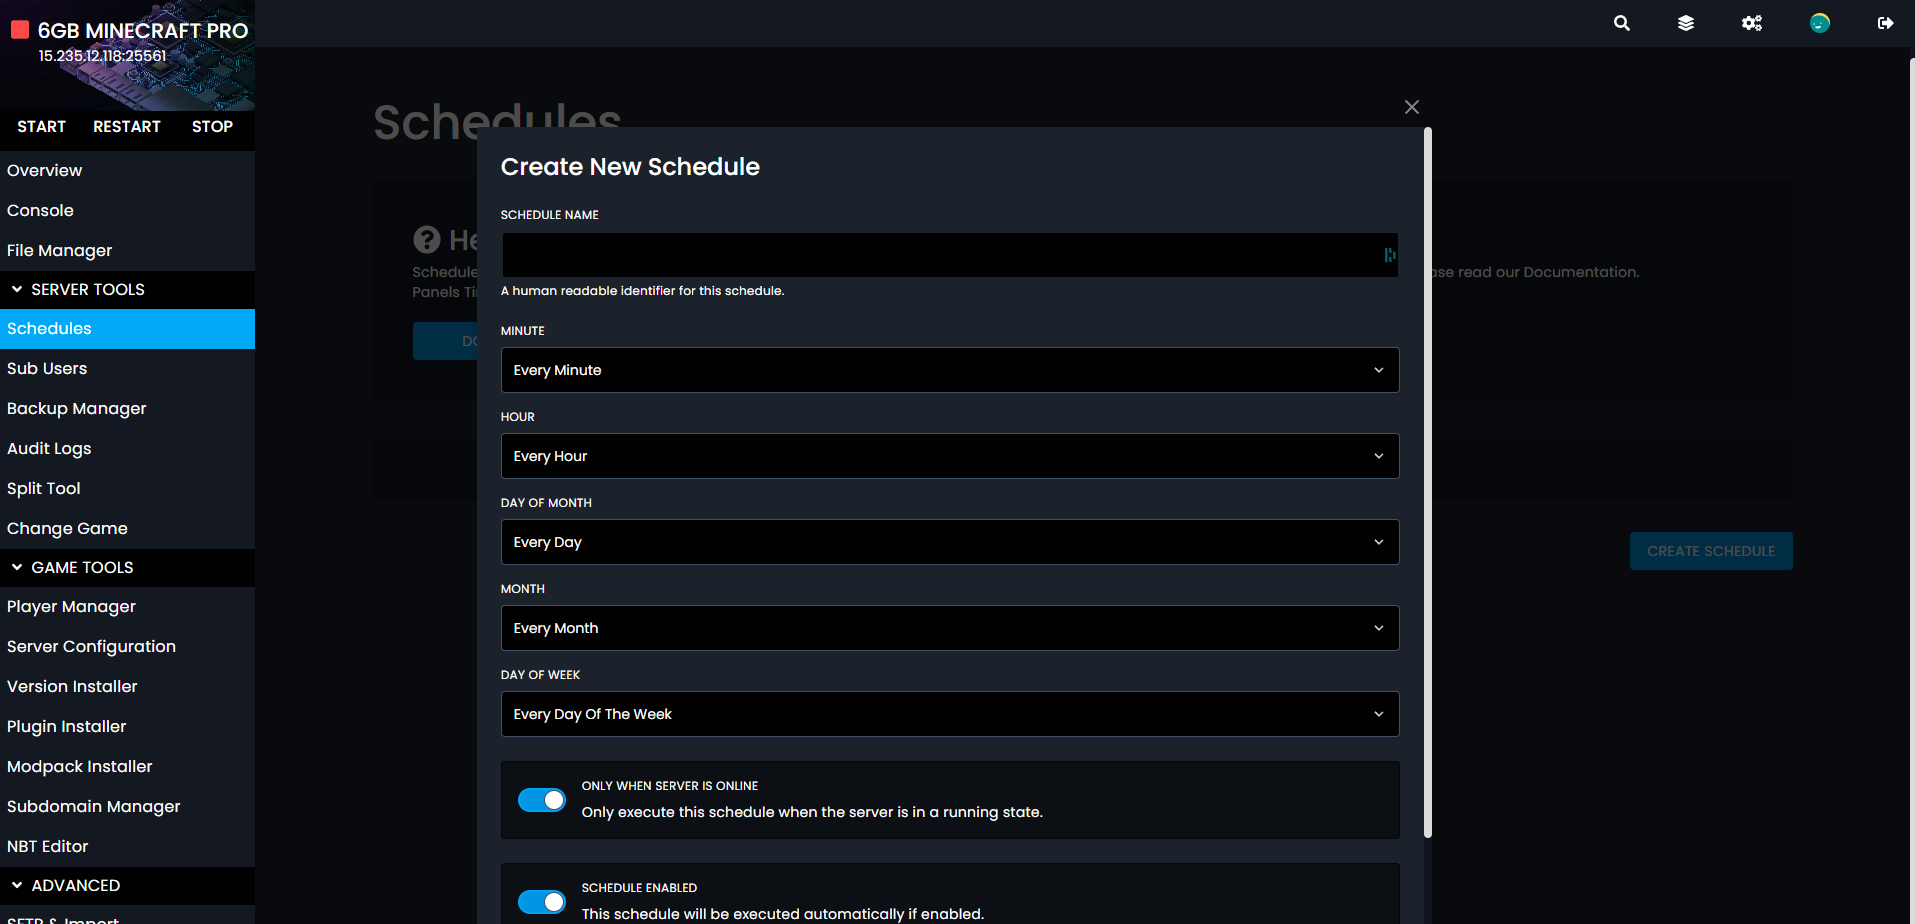 6GB MINECRAFT PRO
15.235.12.118:25561
START RESTART STOP
Overview
Console
File Manager
SERVER TOOLS
Schedules
Sub Users
Backup Manager
Audit Logs
Split Tool
Change Game
GAME TOOLS
Player Manager
Server Configuration
Version Installer
Plugin Installer
Modpack Installer
Subdomain Manager
NBT Editor
ADVANCED
SFTP & Import
Schedules
Schedule
Panels
ase read our Documentation.
CREATE SCHEDULE
Create New Schedule
SCHEDULE NAME
A human readable identifier for this schedule.
MINUTE
Every Minute
HOUR
Every Hour
DAY OF MONTH
Every Day
MONTH
Every Month
DAY OF WEEK
Every Day Of The Week
ONLY WHEN SERVER IS ONLINE
Only execute this schedule when the server is in a running state.
SCHEDULE ENABLED
This schedule will be executed automatically if enabled.